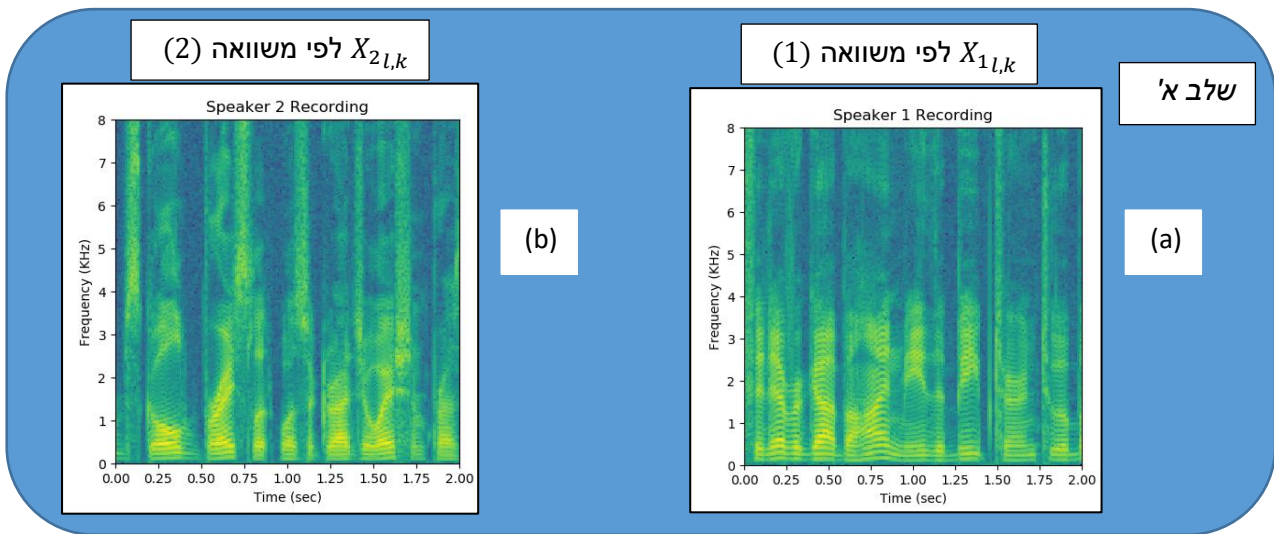 שלב א'
$X_{1_{l,k}}$ לפי משוואה (1)
(a)
Speaker 1 Recording
Frequency (KHz)
8
7
6
5
4
3
2
1
0
0.00 0.25 0.50 0.75 1.00 1.25 1.50 1.75 2.00
Time (sec)
$X_{2_{l,k}}$ לפי משוואה (2)
(b)
Speaker 2 Recording
Frequency (KHz)
8
7
6
5
4
3
2
1
0
0.00 0.25 0.50 0.75 1.00 1.25 1.50 1.75 2.00
Time (sec)